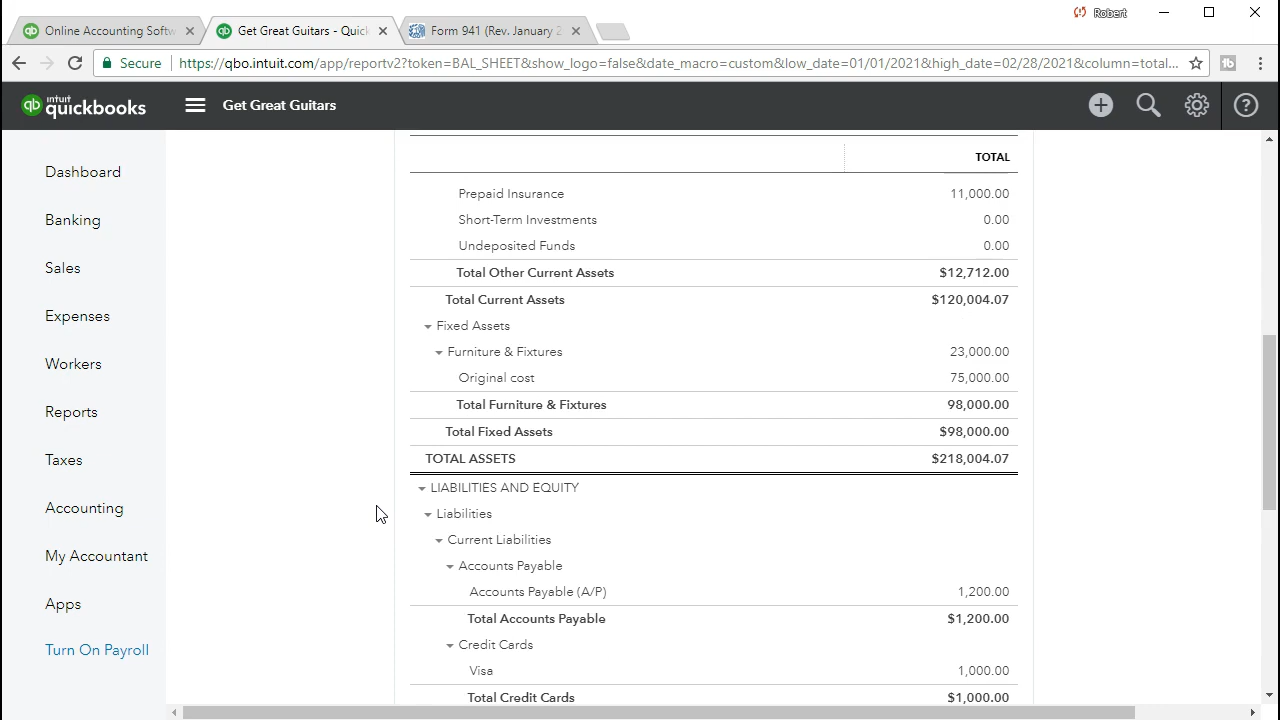 Robert
Online Accounting Softw
Get Great Guitars - Quick
Form 941 (Rev. January 2
Secure https://qbo.intuit.com/app/reportv2?token=BAL_SHEET&show_logo=false&date_macro=custom&low_date=01/01/2021&high_date=02/28/2021&column=total...
intuit
quickbooks
Get Great Guitars
Dashboard
Banking
Sales
Expenses
Workers
Reports
Taxes
Accounting
My Accountant
Apps
Turn On Payroll
TOTAL
Prepaid Insurance 11,000.00
Short-Term Investments 0.00
Undeposited Funds 0.00
Total Other Current Assets $12,712.00
Total Current Assets $120,004.07
Fixed Assets
Furniture & Fixtures 23,000.00
Original cost 75,000.00
Total Furniture & Fixtures 98,000.00
Total Fixed Assets $98,000.00
TOTAL ASSETS $218,004.07
LIABILITIES AND EQUITY
Liabilities
Current Liabilities
Accounts Payable
Accounts Payable (A/P) 1,200.00
Total Accounts Payable $1,200.00
Credit Cards
Visa 1,000.00
Total Credit Cards $1,000.00